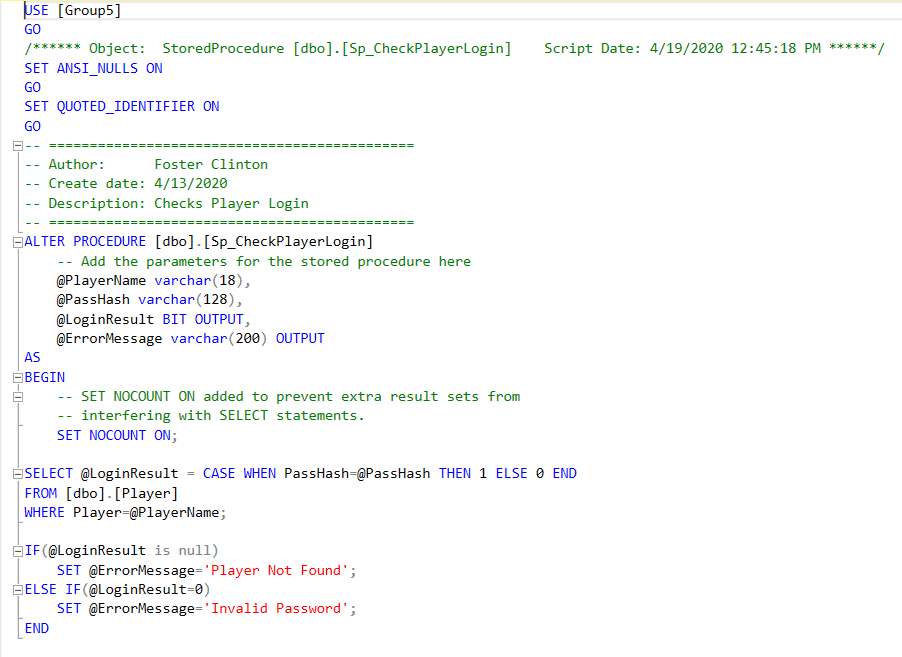 USE [Group5]
GO
/****** Object:  StoredProcedure [dbo].[Sp_CheckPlayerLogin]    Script Date: 4/19/2020 12:45:18 PM ******/
SET ANSI_NULLS ON
GO
SET QUOTED_IDENTIFIER ON
GO
-- =============================================
-- Author:      Foster Clinton
-- Create date: 4/13/2020
-- Description: Checks Player Login
-- =============================================
ALTER PROCEDURE [dbo].[Sp_CheckPlayerLogin]
    -- Add the parameters for the stored procedure here
    @PlayerName varchar(18),
    @PassHash varchar(128),
    @LoginResult BIT OUTPUT,
    @ErrorMessage varchar(200) OUTPUT
AS
BEGIN
    -- SET NOCOUNT ON added to prevent extra result sets from
    -- interfering with SELECT statements.
    SET NOCOUNT ON;

SELECT @LoginResult = CASE WHEN PassHash=@PassHash THEN 1 ELSE 0 END
FROM [dbo].[Player]
WHERE Player=@PlayerName;

IF(@LoginResult is null)
    SET @ErrorMessage='Player Not Found';
ELSE IF(@LoginResult=0)
    SET @ErrorMessage='Invalid Password';
END